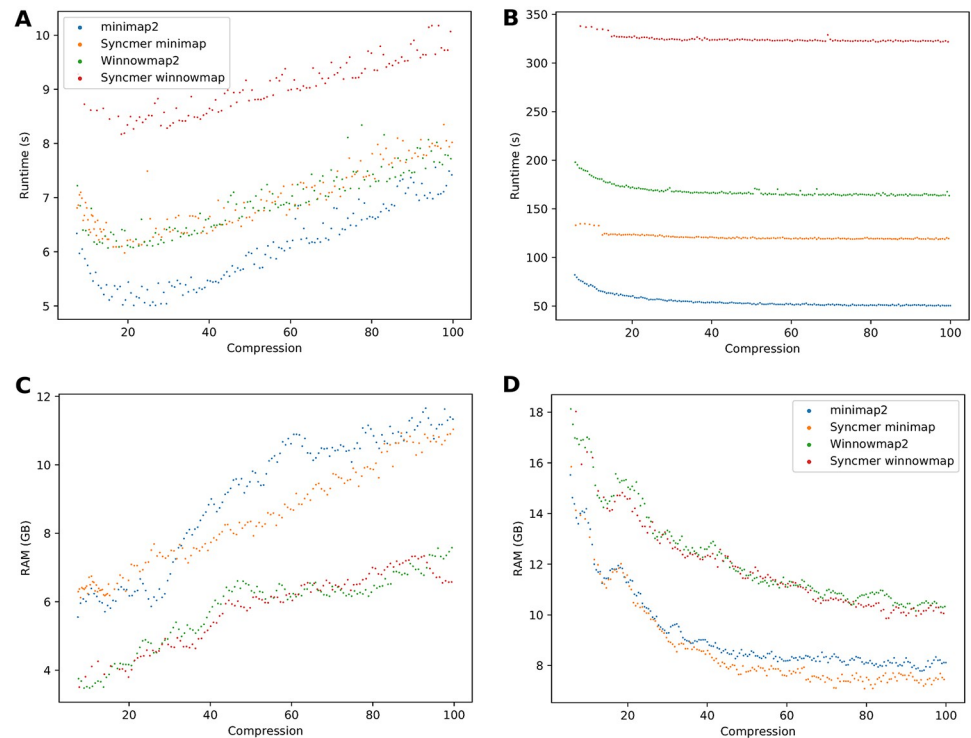 A
minimap2
Syncmer minimap
Winnowmap2
Syncmer winnowmap
10
9
8
7
6
5
Runtime (s)
20 40 60 80 100
Compression
B
350
300
250
200
150
100
50
Runtime (s)
20 40 60 80 100
Compression
C
12
10
8
6
4
RAM (GB)
20 40 60 80 100
Compression
D
minimap2
Syncmer minimap
Winnowmap2
Syncmer winnowmap
18
16
14
12
10
8
RAM (GB)
20 40 60 80 100
Compression